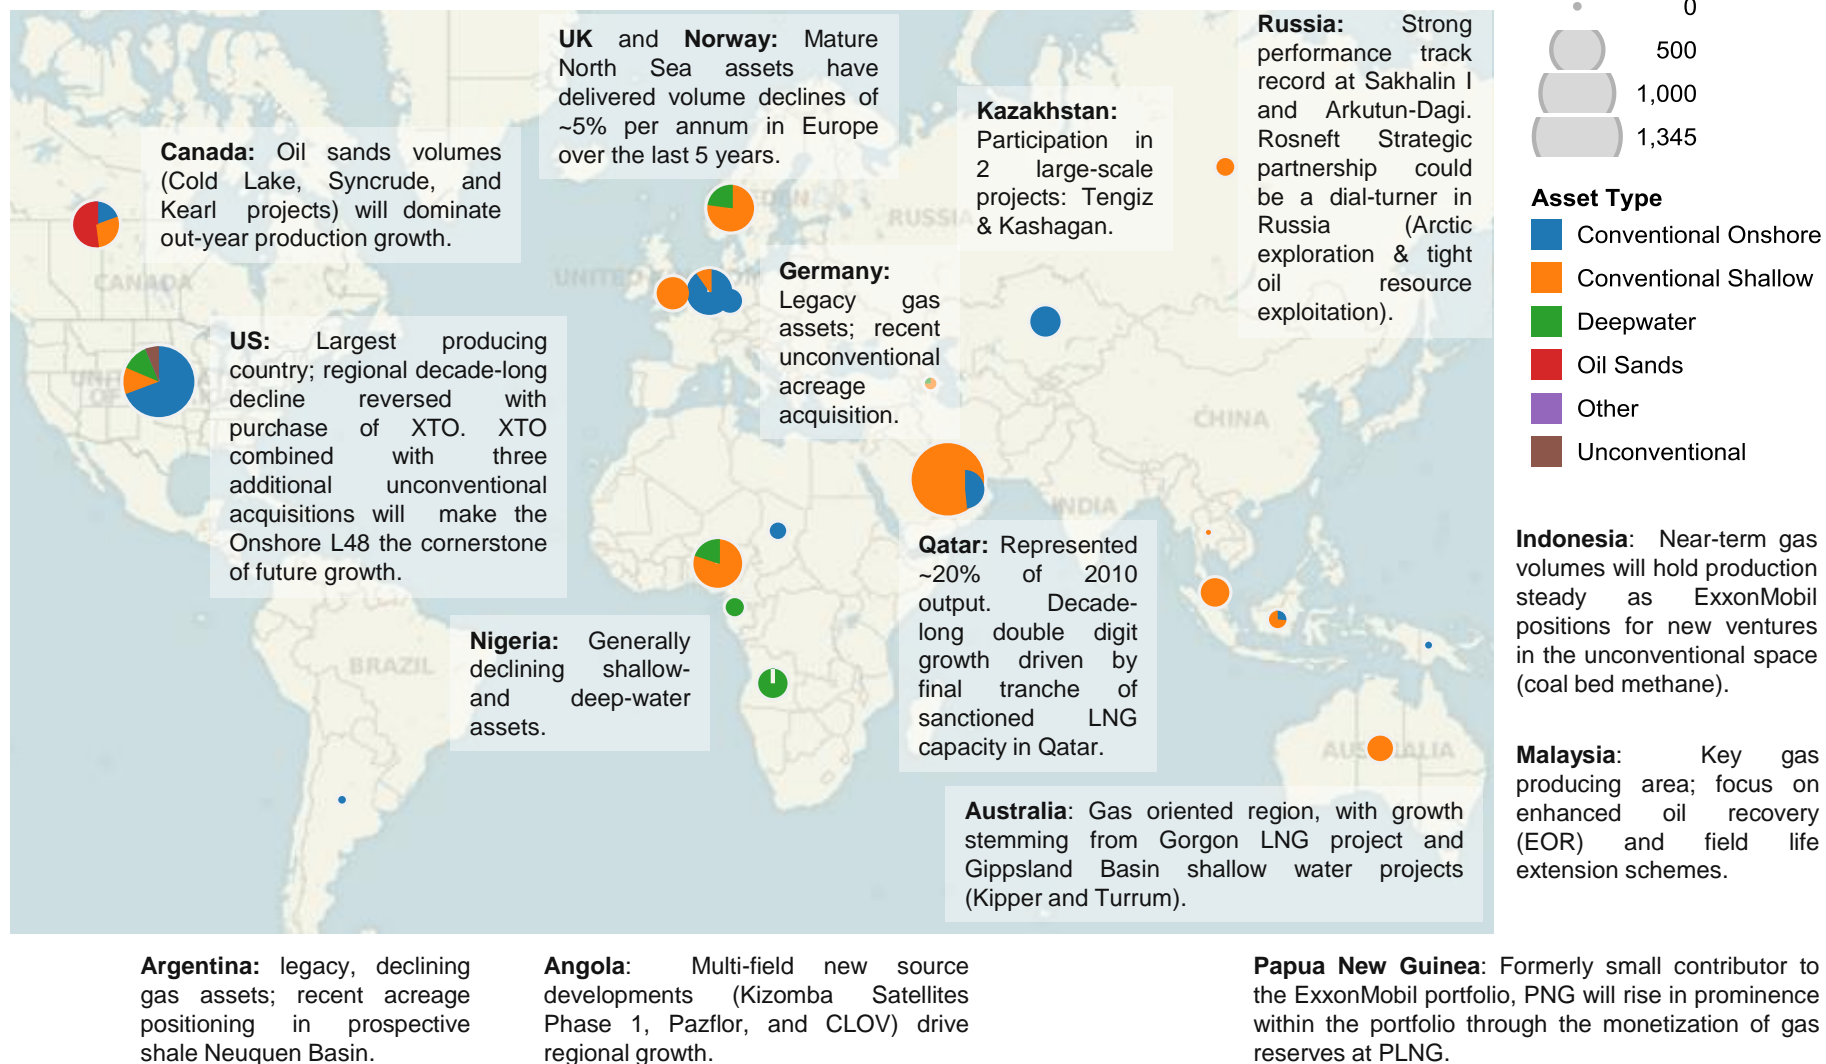 UK and Norway: Mature
North Sea assets have
delivered volume declines of
~5% per annum in Europe
over the last 5 years.
Russia: Strong
performance track
record at Sakhalin I
and Arkutun-Dagi.
Rosneft Strategic
partnership could
be a dial-turner in
Russia (Arctic
exploration & tight
oil resource
exploitation).
Kazakhstan:
Participation in
2 large-scale
projects: Tengiz
& Kashagan.
Canada: Oil sands volumes
(Cold Lake, Syncrude, and
Kearl projects) will dominate
out-year production growth.
Germany:
Legacy gas
assets; recent
unconventional
acreage
acquisition.
US: Largest producing
country; regional decade-long
decline reversed with
purchase of XTO. XTO
combined with three
additional unconventional
acquisitions will make the
Onshore L48 the cornerstone
of future growth.
Qatar: Represented
~20% of 2010
output. Decade-
long double digit
growth driven by
final tranche of
sanctioned LNG
capacity in Qatar.
Nigeria: Generally
declining shallow-
and deep-water
assets.
Australia: Gas oriented region, with growth
stemming from Gorgon LNG project and
Gippsland Basin shallow water projects
(Kipper and Turrum).
CANADA
RUSSIA
CHINA
INDIA
BRAZIL
AUSTRALIA
0
500
1,000
1,345
Asset Type
Conventional Onshore
Conventional Shallow
Deepwater
Oil Sands
Other
Unconventional
Indonesia: Near-term gas
volumes will hold production
steady as ExxonMobil
positions for new ventures
in the unconventional space
(coal bed methane).
Malaysia: Key gas
producing area; focus on
enhanced oil recovery
(EOR) and field life
extension schemes.
Argentina: legacy, declining
gas assets; recent acreage
positioning in prospective
shale Neuquen Basin.
Angola: Multi-field new source
developments (Kizomba Satellites
Phase 1, Pazflor, and CLOV) drive
regional growth.
Papua New Guinea: Formerly small contributor to
the ExxonMobil portfolio, PNG will rise in prominence
within the portfolio through the monetization of gas
reserves at PLNG.